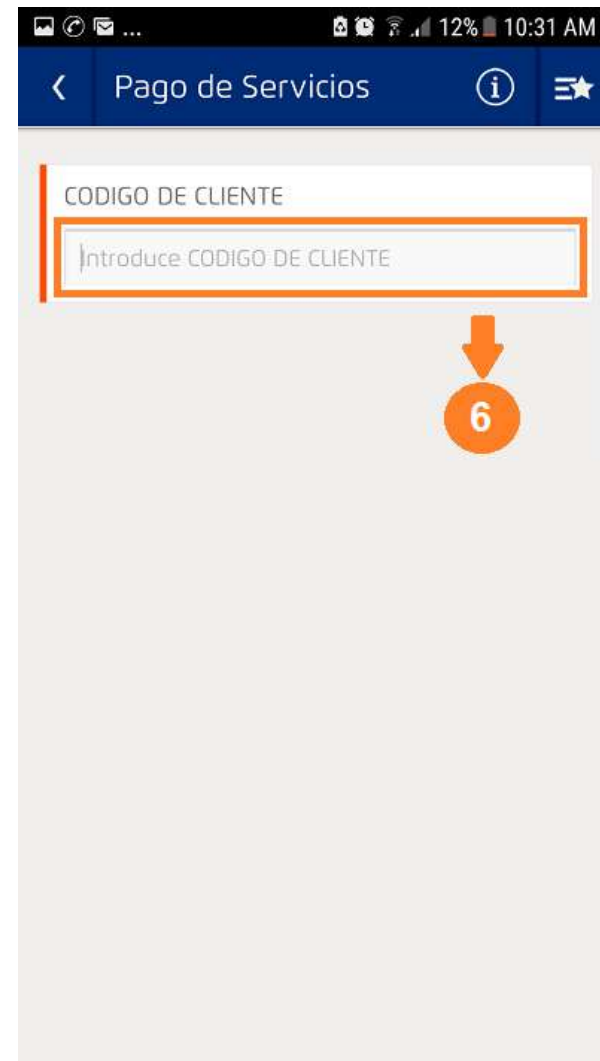 ... 12% 10:31 AM
Pago de Servicios i
CODIGO DE CLIENTE
Introduce CODIGO DE CLIENTE
6